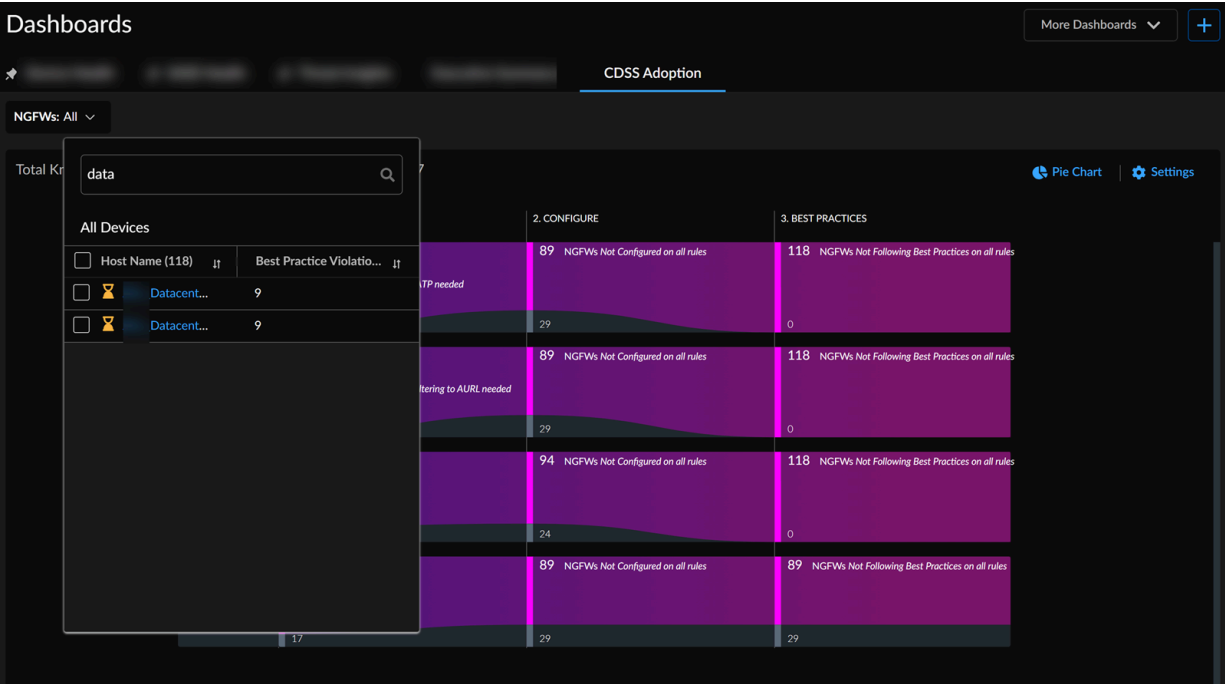 Dashboards
More Dashboards
CDSS Adoption
NGFWs: All
Total Kr
7
Pie Chart
Settings
data
All Devices
Host Name (118)
Best Practice Violatio...
Datacent...
9
Datacent...
9
2. CONFIGURE
3. BEST PRACTICES
TP needed
89 NGFWs Not Configured on all rules
118 NGFWs Not Following Best Practices on all rules
29
0
ltering to AURL needed
89 NGFWs Not Configured on all rules
118 NGFWs Not Following Best Practices on all rules
29
0
94 NGFWs Not Configured on all rules
118 NGFWs Not Following Best Practices on all rules
24
0
89 NGFWs Not Configured on all rules
89 NGFWs Not Following Best Practices on all rules
17
29
29